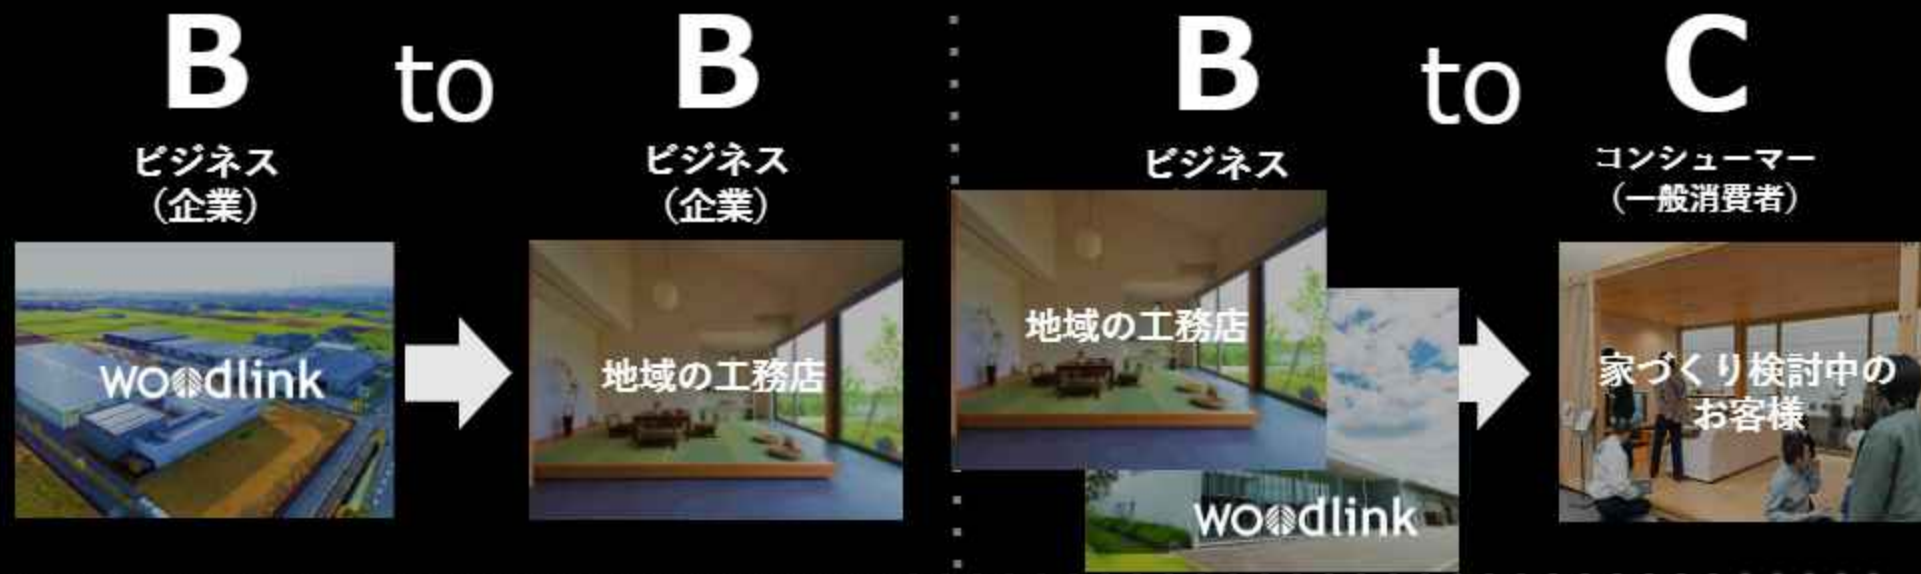 B to B
ビジネス
(企業)
ビジネス
(企業)
woodlink
地域の工務店
B to C
ビジネス
コンシューマー
(一般消費者)
地域の工務店
woodlink
家づくり検討中の
お客様